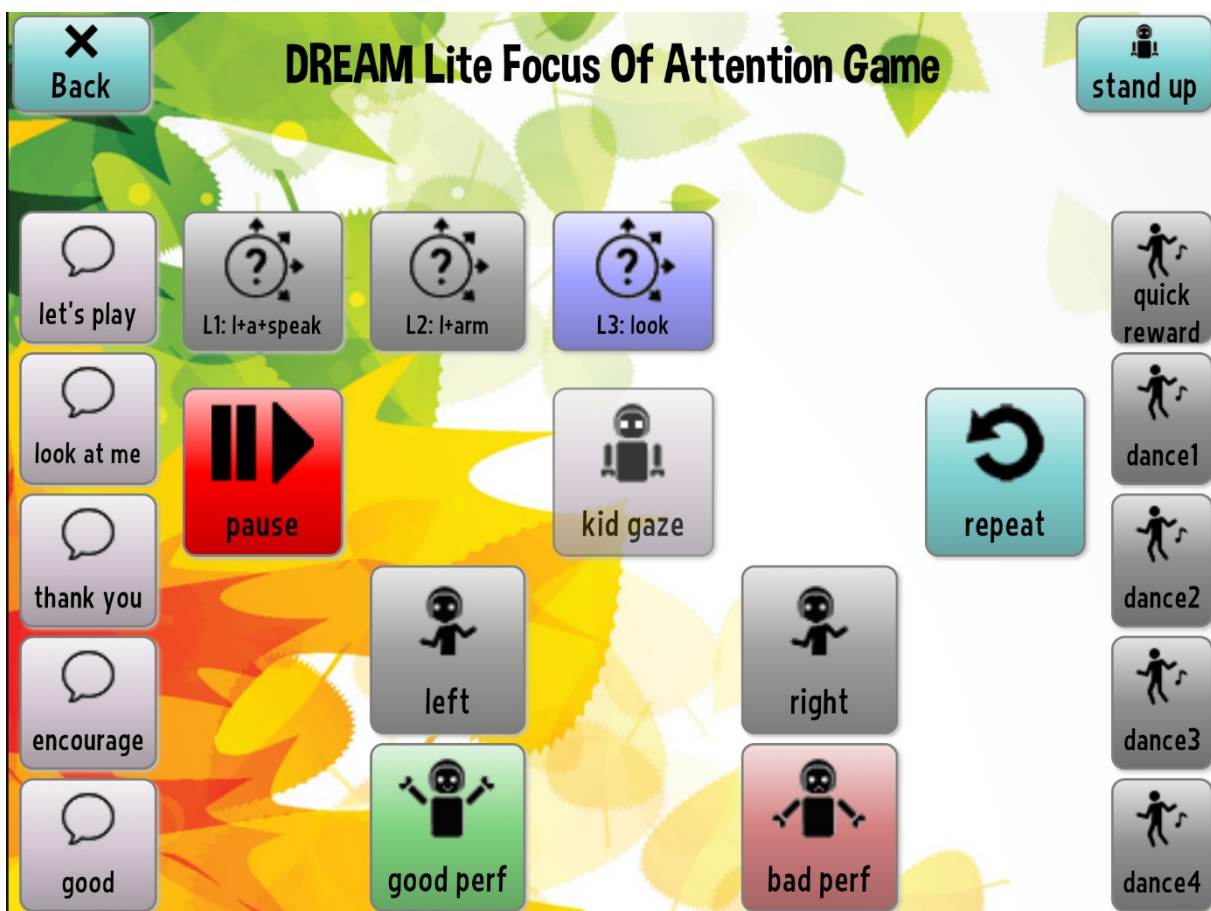 Back
DREAM Lite Focus Of Attention Game
stand up
let's play
?
L1: l+a+speak
?
L2: l+arm
?
L3: look
quick
reward
look at me
pause
kid gaze
repeat
dance1
thank you
left
right
dance2
encourage
dance3
good
good perf
bad perf
dance4